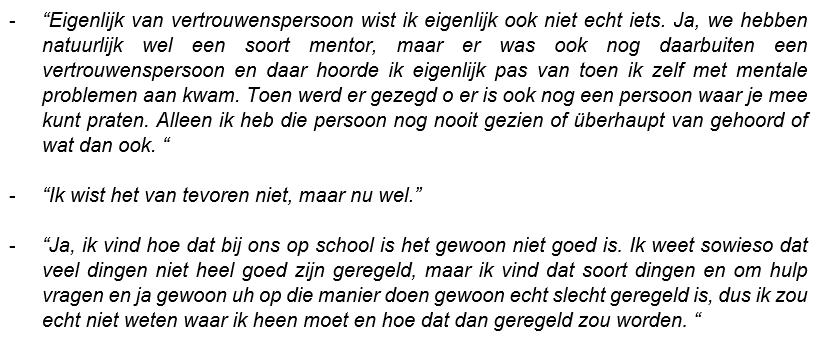 - “Eigenlijk van vertrouwenspersoon wist ik eigenlijk ook niet echt iets. Ja, we hebben
natuurlijk wel een soort mentor, maar er was ook nog daarbuiten een
vertrouwenspersoon en daar hoorde ik eigenlijk pas van toen ik zelf met mentale
problemen aan kwam. Toen werd er gezegd o er is ook nog een persoon waar je mee
kunt praten. Alleen ik heb die persoon nog nooit gezien of überhaupt van gehoord of
wat dan ook. “
- “Ik wist het van tevoren niet, maar nu wel.”
- “Ja, ik vind hoe dat bij ons op school is het gewoon niet goed is. Ik weet sowieso dat
veel dingen niet heel goed zijn geregeld, maar ik vind dat soort dingen en om hulp
vragen en ja gewoon uh op die manier doen gewoon echt slecht geregeld is, dus ik zou
echt niet weten waar ik heen moet en hoe dat dan geregeld zou worden. “